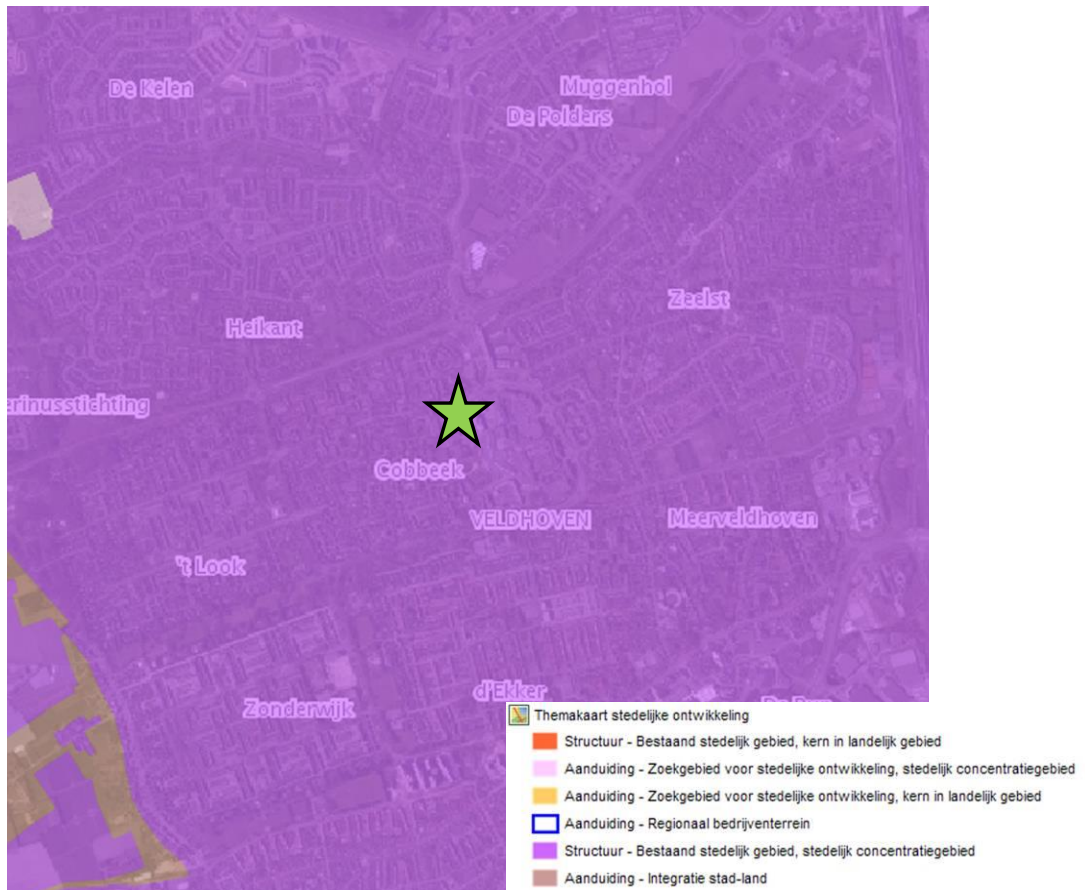 De Kelen
Muggenhol
De Polders
Zeelst
Heikant
erinusstichting
Cobbeek
VELDHOVEN
Meerveldhoven
't Look
d'Ekker
Zonderwijk
Themakaart stedelijke ontwikkeling
Structuur - Bestaand stedelijk gebied, kern in landelijk gebied
Aanduiding - Zoekgebied voor stedelijke ontwikkeling, stedelijk concentratiegebied
Aanduiding - Zoekgebied voor stedelijke ontwikkeling, kern in landelijk gebied
Aanduiding - Regionaal bedrijventerrein
Structuur - Bestaand stedelijk gebied, stedelijk concentratiegebied
Aanduiding - Integratie stad-land